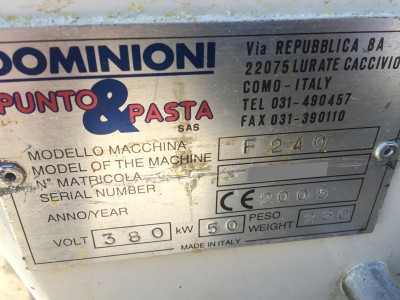 DOMINIONI
PUNTO & PASTA
SAS
Via REPUBBLICA 8A
22075 LURATE CACCIVIO
COMO-ITALY
TEL 031-490457
FAX 031-390110
MODELLO MACCHINA
MODEL OF THE MACHINE F 240
N° MATRICOLA
SERIAL NUMBER
ANNO/YEAR CE 2005
VOLT 380 kW 50 PESO WEIGHT 230
MADE IN ITALY